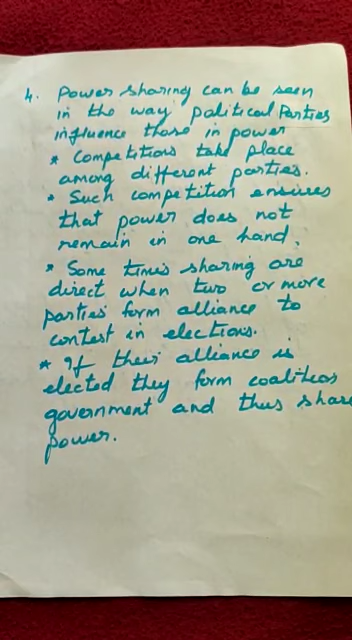 4. Power sharing can be seen
in the way political Parties
influence those in power
* Competitions take place
among different parties.
* Such competition ensures
that power does not
remain in one hand.
* Some times sharing are
direct when two or more
parties form alliance to
contest in elections.
* If their alliance is
elected they form coalition
government and thus share
power.